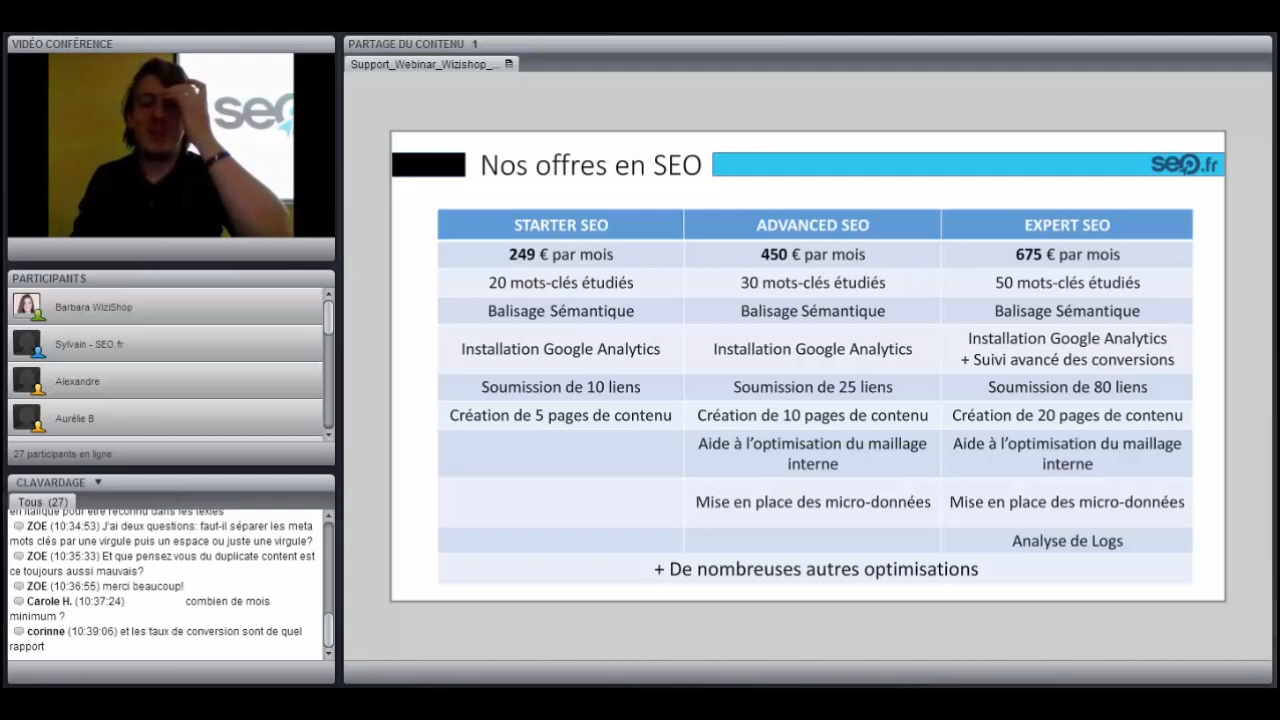 VIDÉO CONFÉRENCE
seo
PARTICIPANTS
Barbara WiziShop
Sylvain - SEO.fr
Alexandre
Aurélie B
27 participants en ligne
CLAVARDAGE
Tous (27)
en italique pour être reconnu dans les textes
ZOE (10:34:53) J'ai deux questions: faut-il séparer les meta
mots clés par une virgule puis un espace ou juste une virgule?
ZOE (10:35:33) Et que pensez vous du duplicate content est
ce toujours aussi mauvais?
ZOE (10:36:55) merci beaucoup!
Carole H. (10:37:24) combien de mois
minimum ?
corinne (10:39:06) et les taux de conversion sont de quel
rapport
PARTAGE DU CONTENU 1
Support_Webinar_Wizishop_...
Nos offres en SEO
seo.fr
STARTER SEO ADVANCED SEO EXPERT SEO
249 € par mois 450 € par mois 675 € par mois
20 mots-clés étudiés 30 mots-clés étudiés 50 mots-clés étudiés
Balisage Sémantique Balisage Sémantique Balisage Sémantique
Installation Google Analytics Installation Google Analytics Installation Google Analytics
+ Suivi avancé des conversions
Soumission de 10 liens Soumission de 25 liens Soumission de 80 liens
Création de 5 pages de contenu Création de 10 pages de contenu Création de 20 pages de contenu
Aide à l'optimisation du maillage Aide à l'optimisation du maillage
interne interne
Mise en place des micro-données Mise en place des micro-données
Analyse de Logs
+ De nombreuses autres optimisations